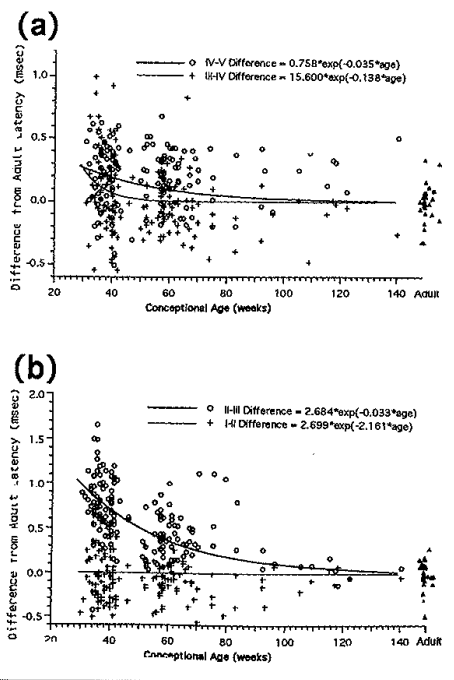 (a)
Difference from Adult Latency (msec)
1.0
0.5
0.0
-0.5
IV-V Difference = 0.758*exp(-0.035*age)
III-IV Difference = 15.600*exp(-0.138*age)
20 40 60 80 100 120 140 Adult
Conceptional Age (weeks)
(b)
Difference from Adult Latency (msec)
2.0
1.5
1.0
0.5
0.0
-0.5
II-III Difference = 2.684*exp(-0.033*age)
I-II Difference = 2.699*exp(-2.161*age)
20 40 60 80 100 120 140 Adult
Conceptional Age (weeks)